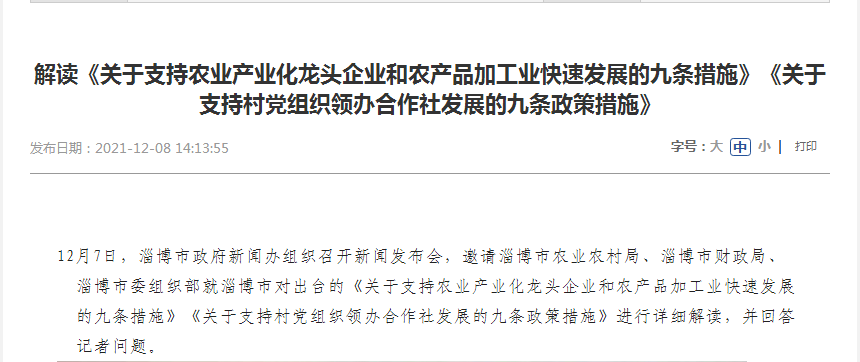 解读《关于支持农业产业化龙头企业和农产品加工业快速发展的九条措施》《关于
支持村党组织领办合作社发展的九条政策措施》
发布日期：2021-12-08 14:13:55
字号：大 中 小 | 打印
12月7日，淄博市政府新闻办组织召开新闻发布会，邀请淄博市农业农村局、淄博市财政局、
淄博市委组织部就淄博市对出台的《关于支持农业产业化龙头企业和农产品加工业快速发展
的九条措施》《关于支持村党组织领办合作社发展的九条政策措施》进行详细解读，并回答
记者问题。